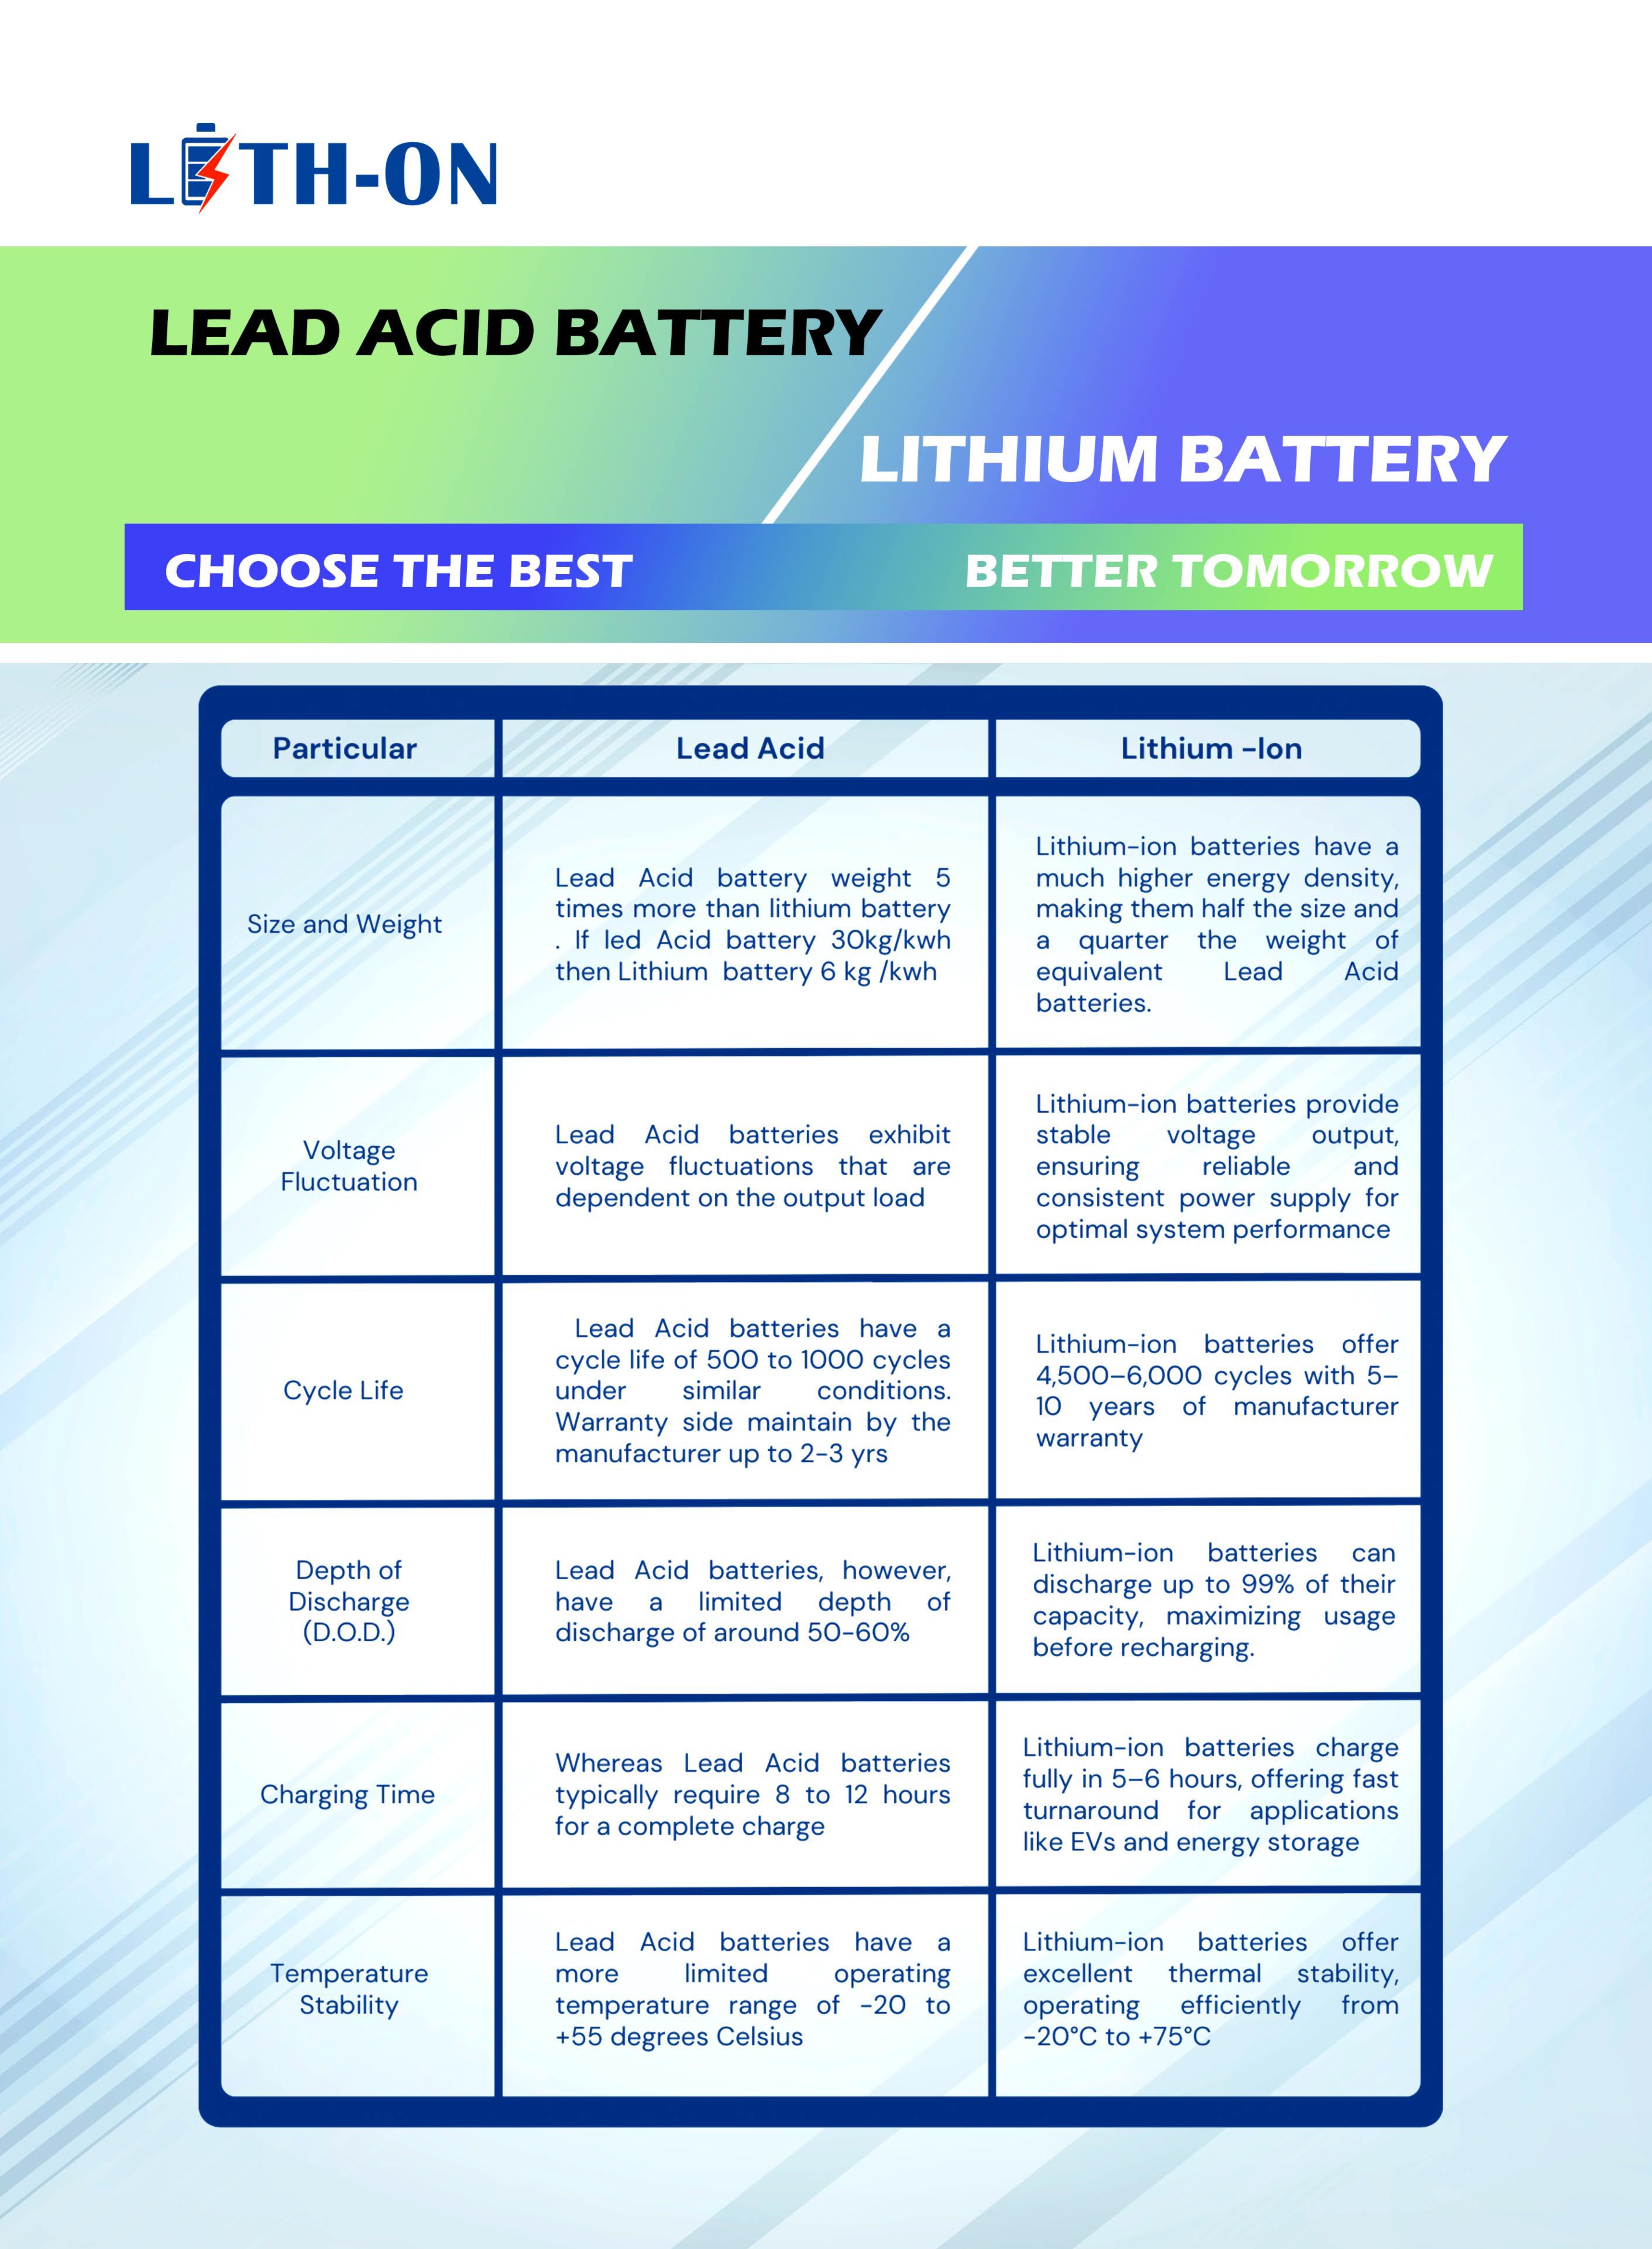 LITH-ON
LEAD ACID BATTERY
LITHIUM BATTERY
CHOOSE THE BEST
BETTER TOMORROW
Particular
Lead Acid
Lithium -Ion
Size and Weight
Lead Acid battery weight 5
times more than lithium battery
. If led Acid battery 30kg/kwh
then Lithium battery 6 kg /kwh
Lithium-ion batteries have a
much higher energy density,
making them half the size and
a quarter the weight of
equivalent Lead Acid
batteries.
Voltage
Fluctuation
Lead Acid batteries exhibit
voltage fluctuations that are
dependent on the output load
Lithium-ion batteries provide
stable voltage output,
ensuring reliable and
consistent power supply for
optimal system performance
Cycle Life
Lead Acid batteries have a
cycle life of 500 to 1000 cycles
under similar conditions.
Warranty side maintain by the
manufacturer up to 2-3 yrs
Lithium-ion batteries offer
4,500–6,000 cycles with 5–
10 years of manufacturer
warranty
Depth of
Discharge
(D.O.D.)
Lead Acid batteries, however,
have a limited depth of
discharge of around 50-60%
Lithium-ion batteries can
discharge up to 99% of their
capacity, maximizing usage
before recharging.
Charging Time
Whereas Lead Acid batteries
typically require 8 to 12 hours
for a complete charge
Lithium-ion batteries charge
fully in 5–6 hours, offering fast
turnaround for applications
like EVs and energy storage
Temperature
Stability
Lead Acid batteries have a
more limited operating
temperature range of -20 to
+55 degrees Celsius
Lithium-ion batteries offer
excellent thermal stability,
operating efficiently from
-20°C to +75°C